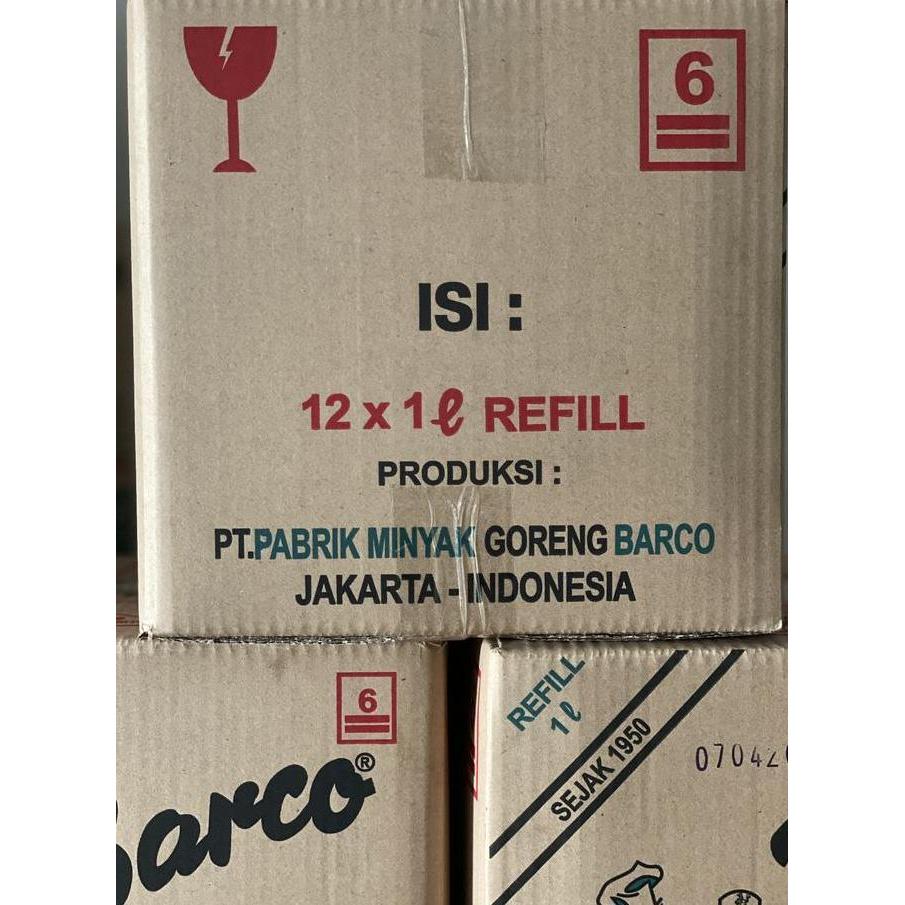 6
ISI :
12 x 1ℓ REFILL
PRODUKSI :
PT.PABRIK MINYAK GORENG BARCO
JAKARTA - INDONESIA
6
Barco®
REFILL
1ℓ
SEJAK 1950